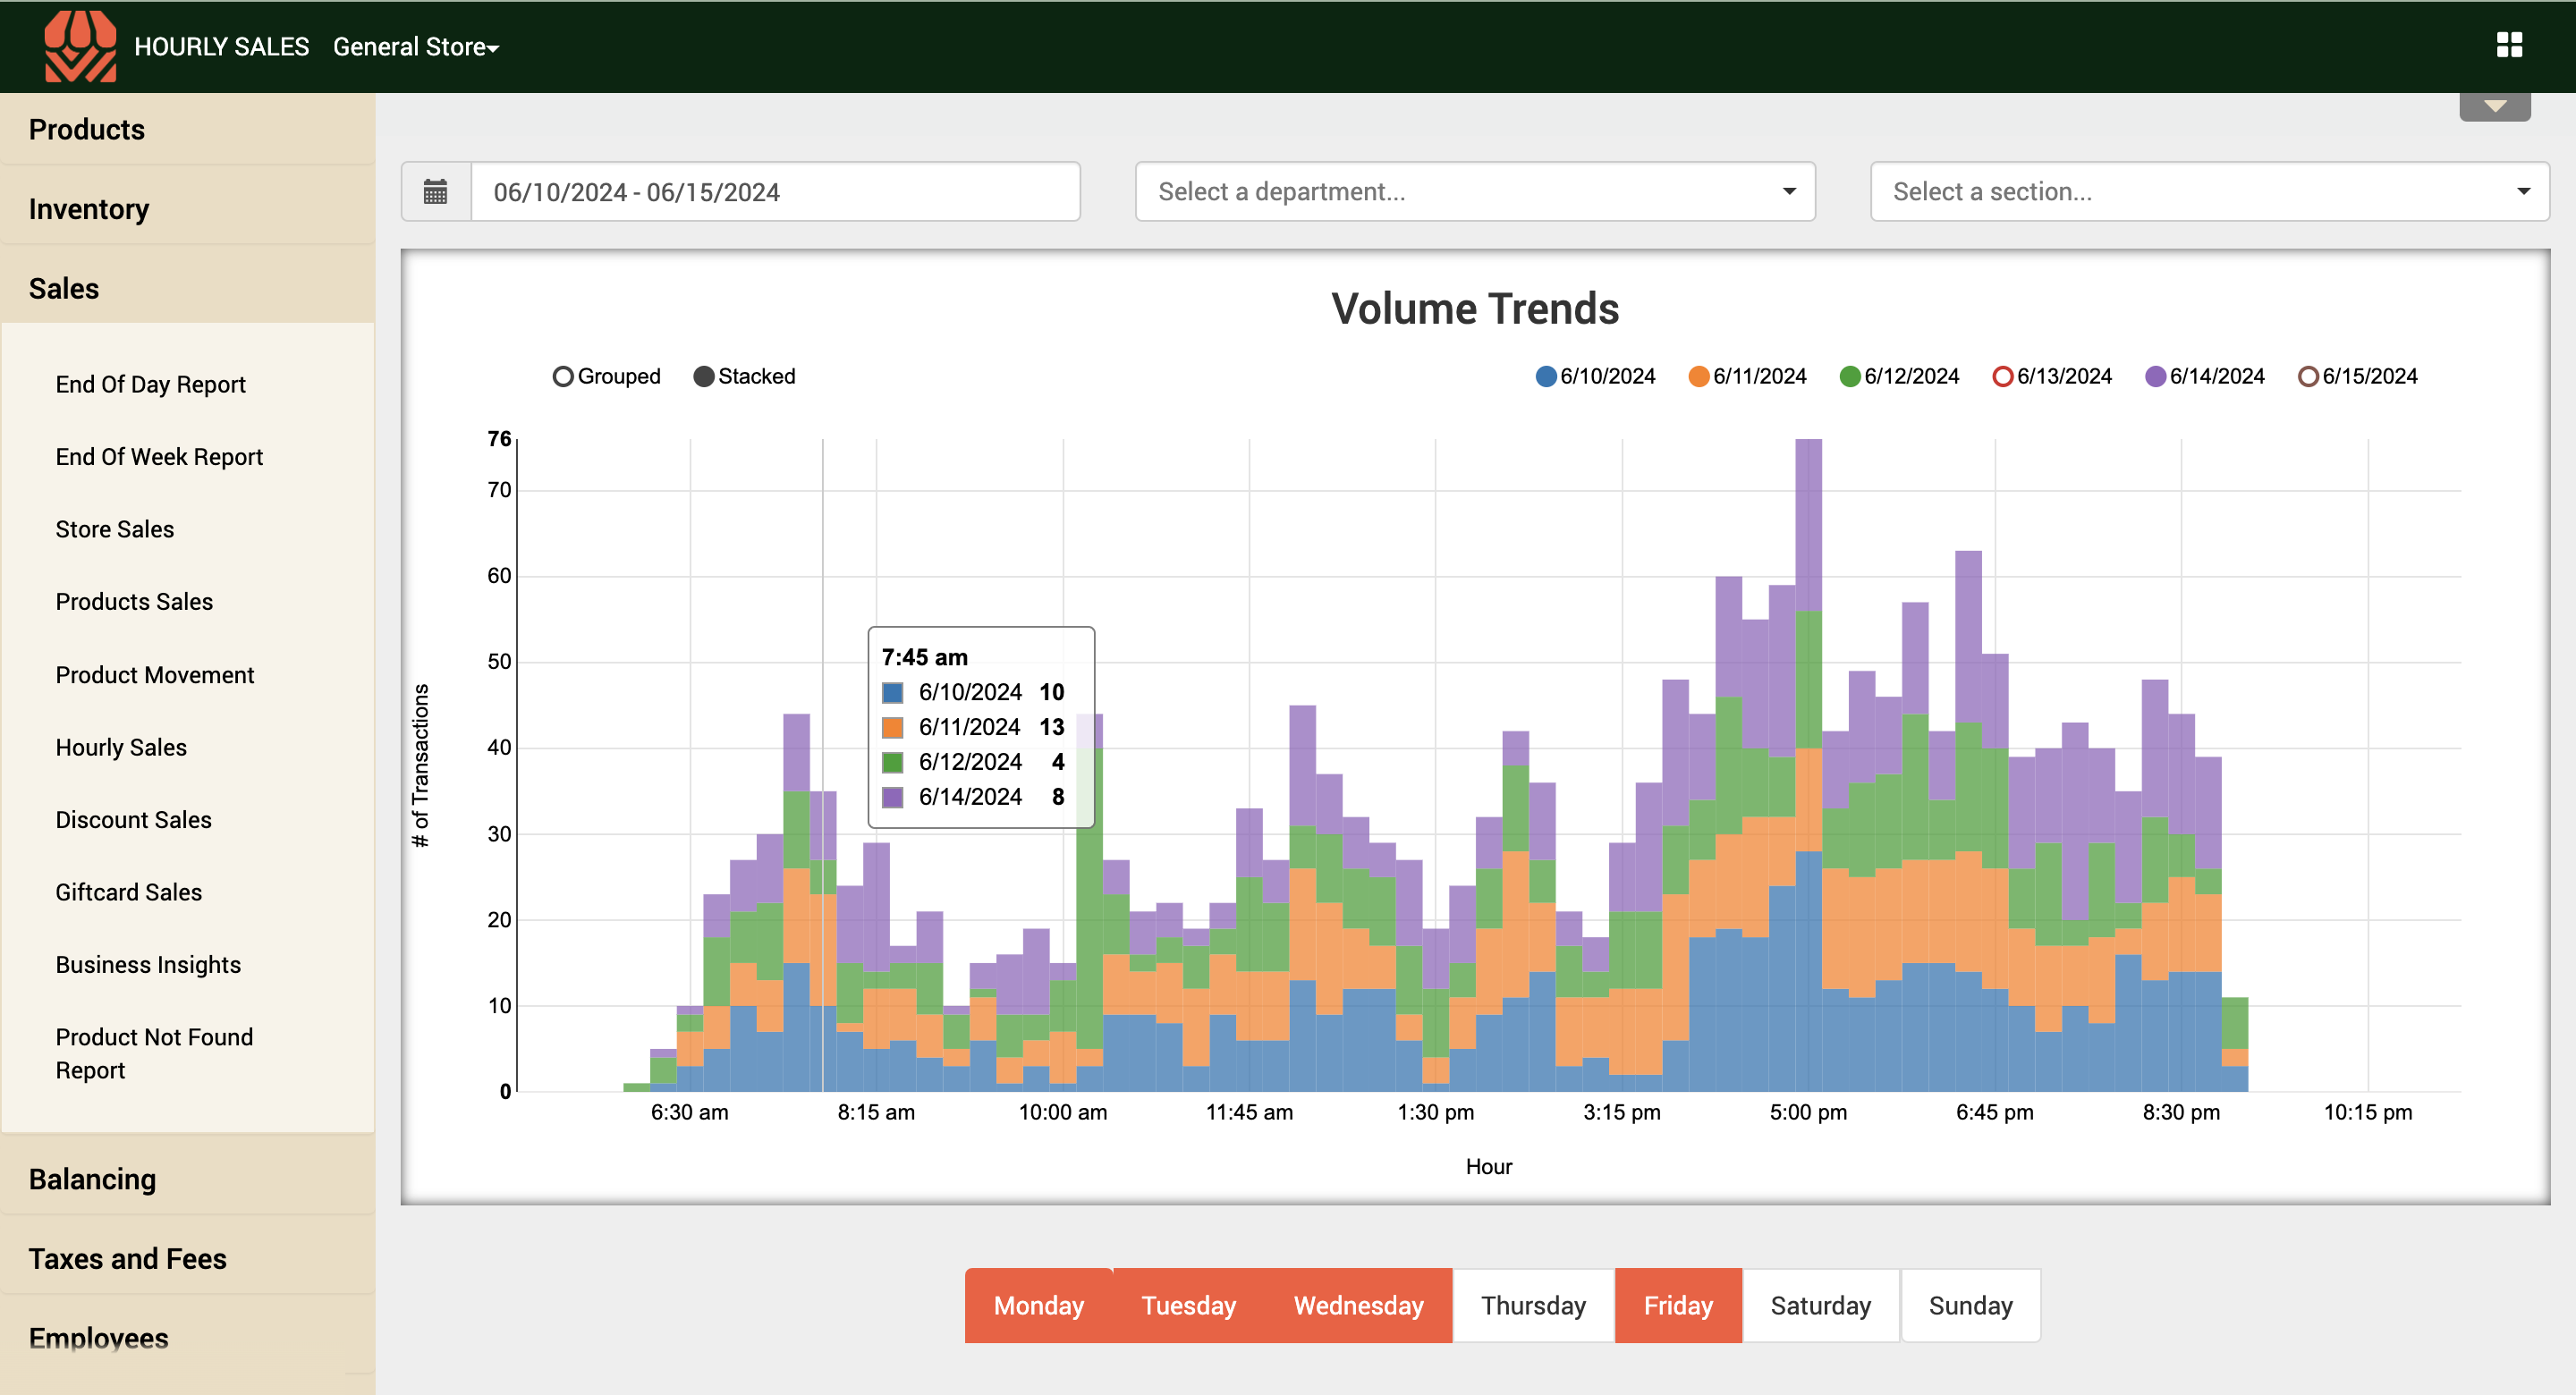 HOURLY SALES General Store
Products
Inventory
Sales
End Of Day Report
End Of Week Report
Store Sales
Products Sales
Product Movement
Hourly Sales
Discount Sales
Giftcard Sales
Business Insights
Product Not Found
Report
Balancing
Taxes and Fees
Employees
06/10/2024 - 06/15/2024
Select a department...
Select a section...
Volume Trends
Grouped Stacked
6/10/2024 6/11/2024 6/12/2024 6/13/2024 6/14/2024 6/15/2024
76
70
60
50
40
30
20
10
0
# of Transactions
7:45 am
6/10/2024 10
6/11/2024 13
6/12/2024 4
6/14/2024 8
6:30 am 8:15 am 10:00 am 11:45 am 1:30 pm 3:15 pm 5:00 pm 6:45 pm 8:30 pm 10:15 pm
Hour
Monday Tuesday Wednesday Thursday Friday Saturday Sunday